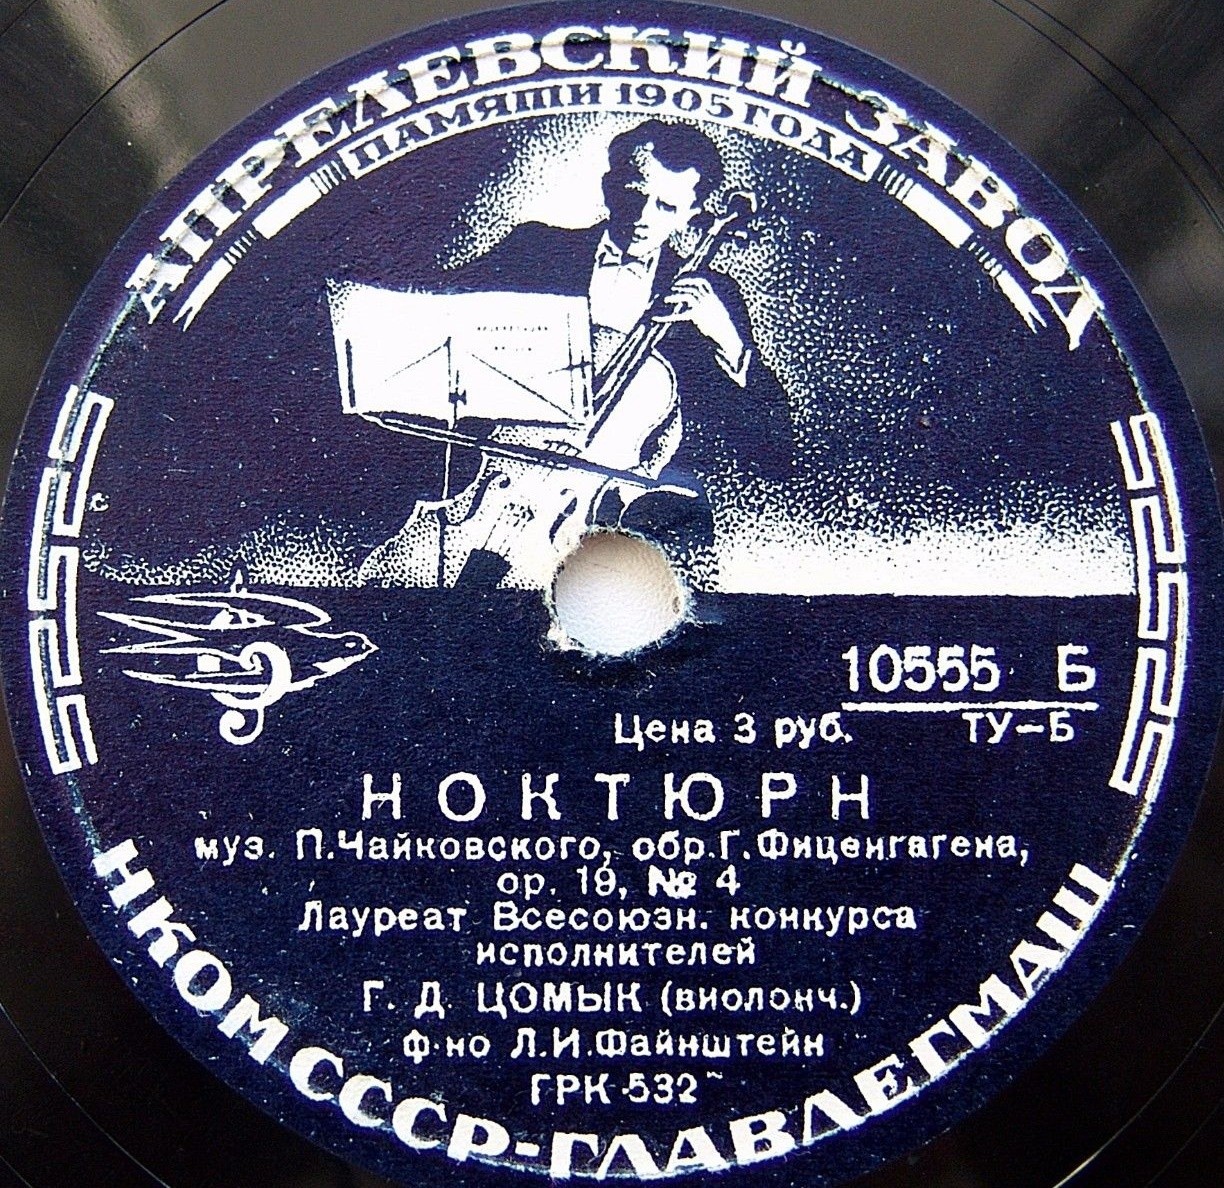 АПРЕЛЕВСКИЙ ЗАВОД
ПАМЯТИ 1905 ГОДА
10555 Б
Цена 3 руб. ТУ-Б
НОКТЮРН
муз. П.Чайковского, обр.Г.Фиценгагена,
ор. 19, № 4
Лауреат Всесоюзн. конкурса
исполнителей
Г. Д. ЦОМЫК (виолонч.)
ф-но Л.И.Файнштейн
ГРК-532
НКОМ СССР-ГЛАВЛЕГМАШ